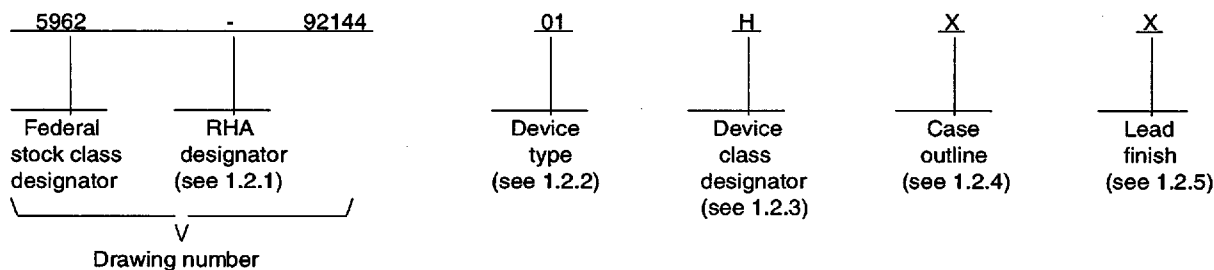 5962 - 92144 01 H X X
Federal stock class designator
RHA designator (see 1.2.1)
Device type (see 1.2.2)
Device class designator (see 1.2.3)
Case outline (see 1.2.4)
Lead finish (see 1.2.5)
Drawing number